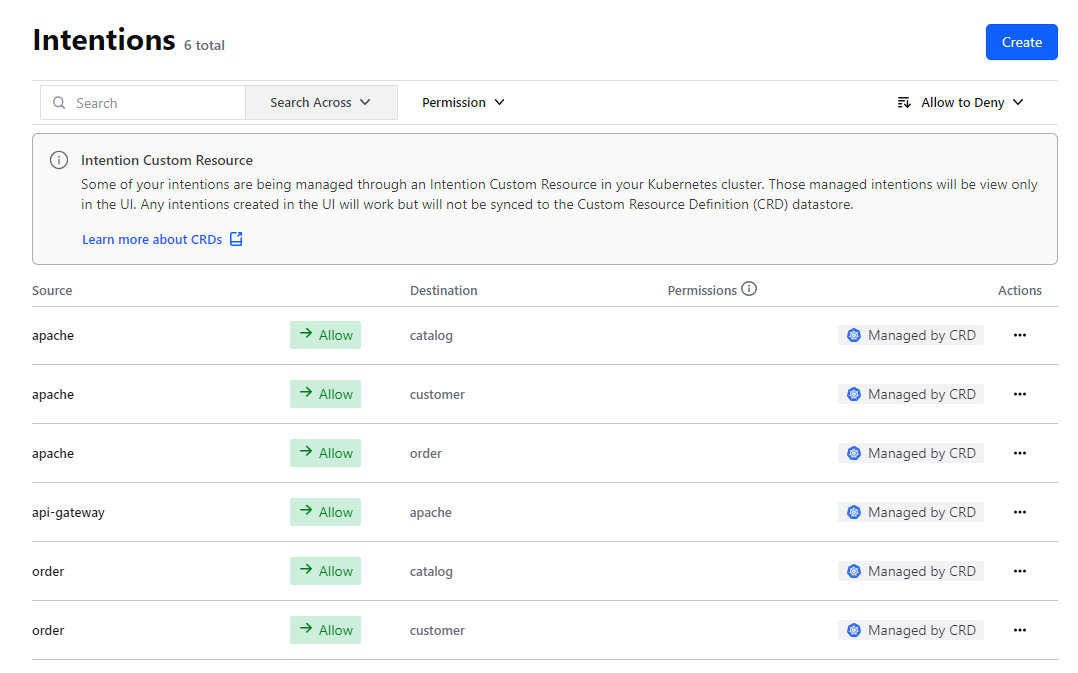 Intentions 6 total
Create
Search
Search Across
Permission
Allow to Deny
Intention Custom Resource
Some of your intentions are being managed through an Intention Custom Resource in your Kubernetes cluster. Those managed intentions will be view only
in the UI. Any intentions created in the UI will work but will not be synced to the Custom Resource Definition (CRD) datastore.
Learn more about CRDs
Source Destination Permissions Actions
apache Allow catalog Managed by CRD
apache Allow customer Managed by CRD
apache Allow order Managed by CRD
api-gateway Allow apache Managed by CRD
order Allow catalog Managed by CRD
order Allow customer Managed by CRD